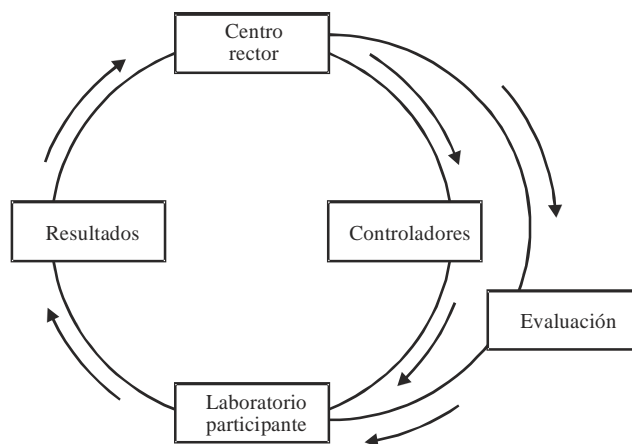 Centro
rector
Resultados
Controladores
Evaluación
Laboratorio
participante